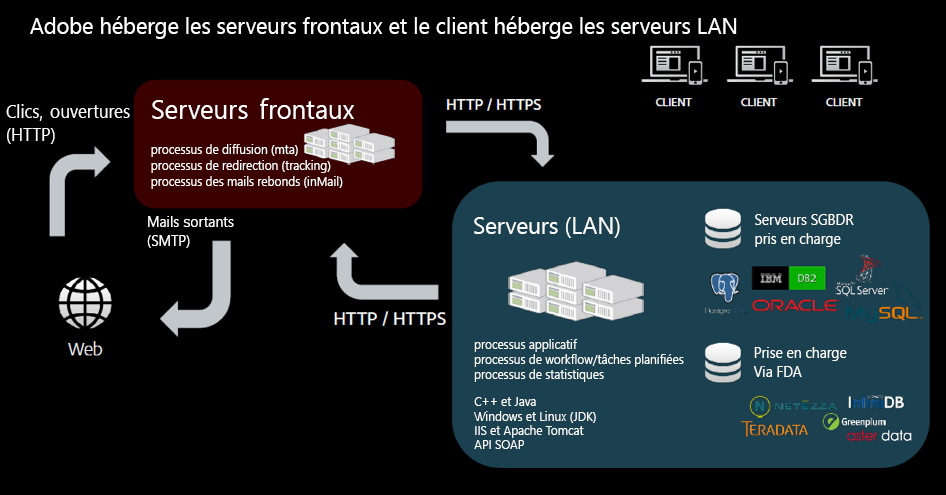 Adobe héberge les serveurs frontaux et le client héberge les serveurs LAN
CLIENT
CLIENT
CLIENT
Clics, ouvertures
(HTTP)
Serveurs frontaux
processus de diffusion (mta)
processus de redirection (tracking)
processus des mails rebonds (inMail)
HTTP / HTTPS
Mails sortants
(SMTP)
Web
HTTP / HTTPS
Serveurs (LAN)
processus applicatif
processus de workflow/tâches planifiées
processus de statistiques
C++ et Java
Windows et Linux (JDK)
IIS et Apache Tomcat
API SOAP
Serveurs SGBDR
pris en charge
IBM DB2
SQL Server
ORACLE
Prise en charge
Via FDA
NETEZZA
TERADATA
Greenplum
aster data